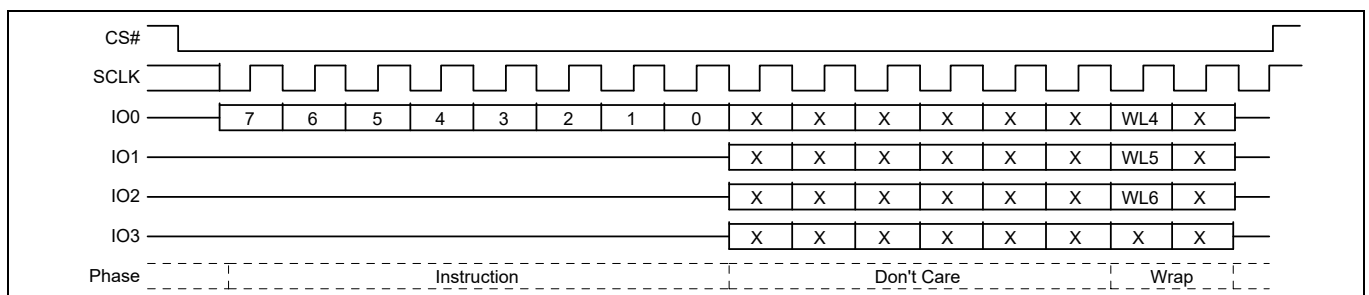 CS#
SCLK
IO0 7 6 5 4 3 2 1 0 X X X X X X WL4 X
IO1 X X X X X X WL5 X
IO2 X X X X X X WL6 X
IO3 X X X X X X X X
Phase Instruction Don't Care Wrap